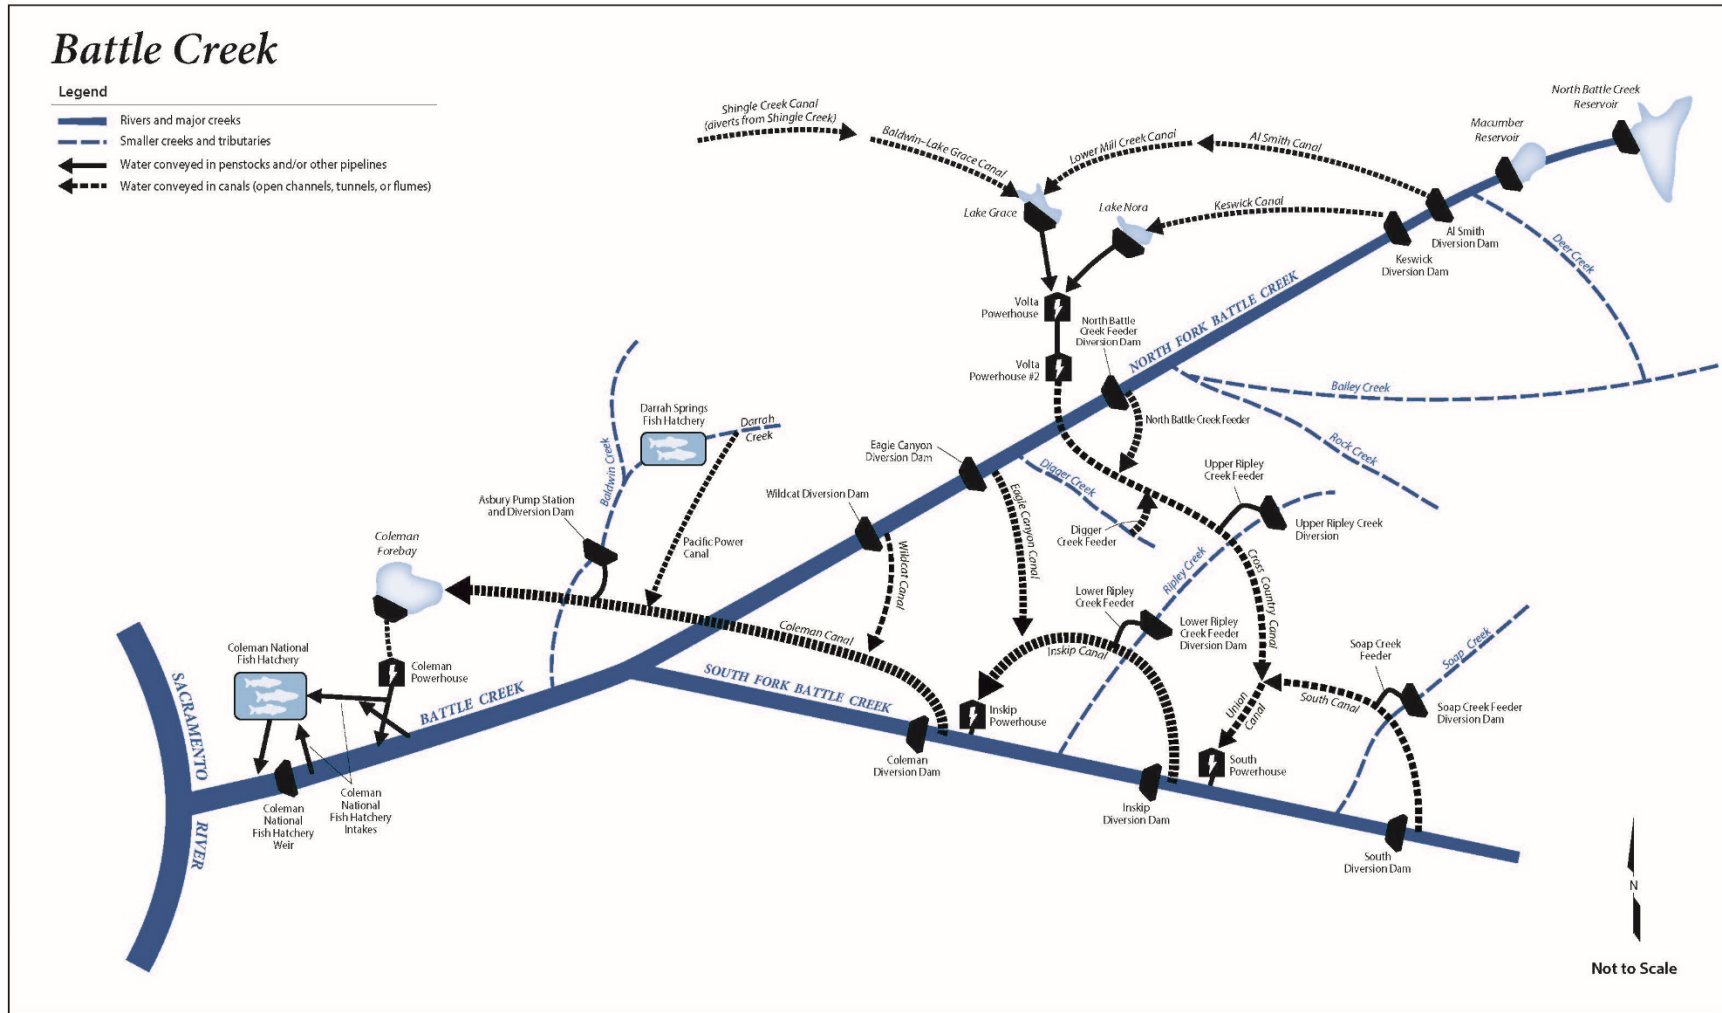 Battle Creek
Legend
Rivers and major creeks
Smaller creeks and tributaries
Water conveyed in penstocks and/or other pipelines
Water conveyed in canals (open channels, tunnels, or flumes)
Shingle Creek Canal
(diverts from Shingle Creek)
Baldwin-Lake Grace Canal
Lower Mill Creek Canal
Al Smith Canal
Macumber
Reservoir
North Battle Creek
Reservoir
Lake Grace
Lake Nora
Keswick Canal
Al Smith
Diversion Dam
Keswick
Diversion Dam
Deer Creek
Volta
Powerhouse
Volta
Powerhouse #2
North Battle
Creek Feeder
Diversion Dam
NORTH FORK BATTLE CREEK
Bailey Creek
Rock Creek
North Battle Creek Feeder
Darrah Springs
Fish Hatchery
Darrah
Creek
Baldwin Creek
Eagle Canyon
Diversion Dam
Digger Creek
Upper Ripley
Creek Feeder
Asbury Pump Station
and Diversion Dam
Wildcat Diversion Dam
Eagle Canyon Canal
Digger
Creek Feeder
Upper Ripley Creek
Diversion
Coleman
Forebay
Pacific Power
Canal
Wildcat Canal
Ripley Creek
Cross Country Canal
Lower Ripley
Creek Feeder
Lower Ripley
Creek Feeder
Diversion Dam
Coleman Canal
Inskip Canal
Soap Creek
Feeder
Soap Creek
Coleman National
Fish Hatchery
Coleman
Powerhouse
SOUTH FORK BATTLE CREEK
BATTLE CREEK
Inskip
Powerhouse
Union
Canal
South Canal
Soap Creek Feeder
Diversion Dam
SACRAMENTO
RIVER
Coleman
Diversion Dam
South
Powerhouse
Coleman
National
Fish Hatchery
Weir
Coleman
National
Fish Hatchery
Intakes
Inskip
Diversion Dam
South
Diversion Dam
N
Not to Scale